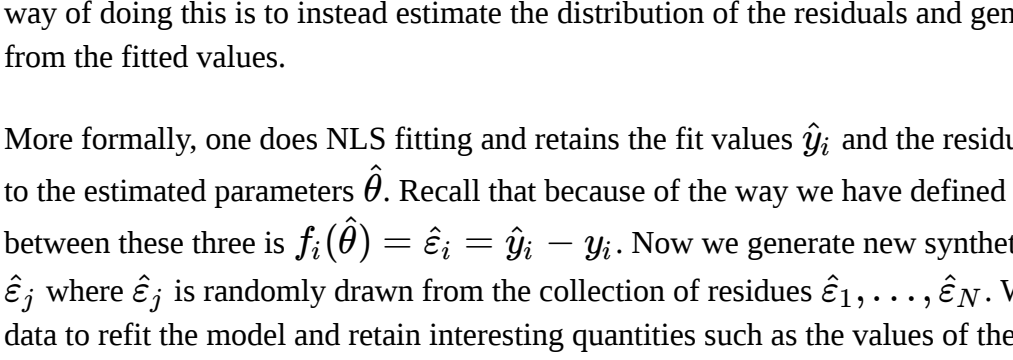 way of doing this is to instead estimate the distribution of the residuals and
from the fitted values.
More formally, one does NLS fitting and retains the fit values ŷᵢ and the
to the estimated parameters θ̂. Recall that because of the way we have defined
between these three is fᵢ(θ̂) = ε̂ᵢ = ŷᵢ − yᵢ. Now we generate new
ε̂ⱼ where ε̂ⱼ is randomly drawn from the collection of residues ε̂₁, . . . , ε̂_N.
data to refit the model and retain interesting quantities such as the values of the